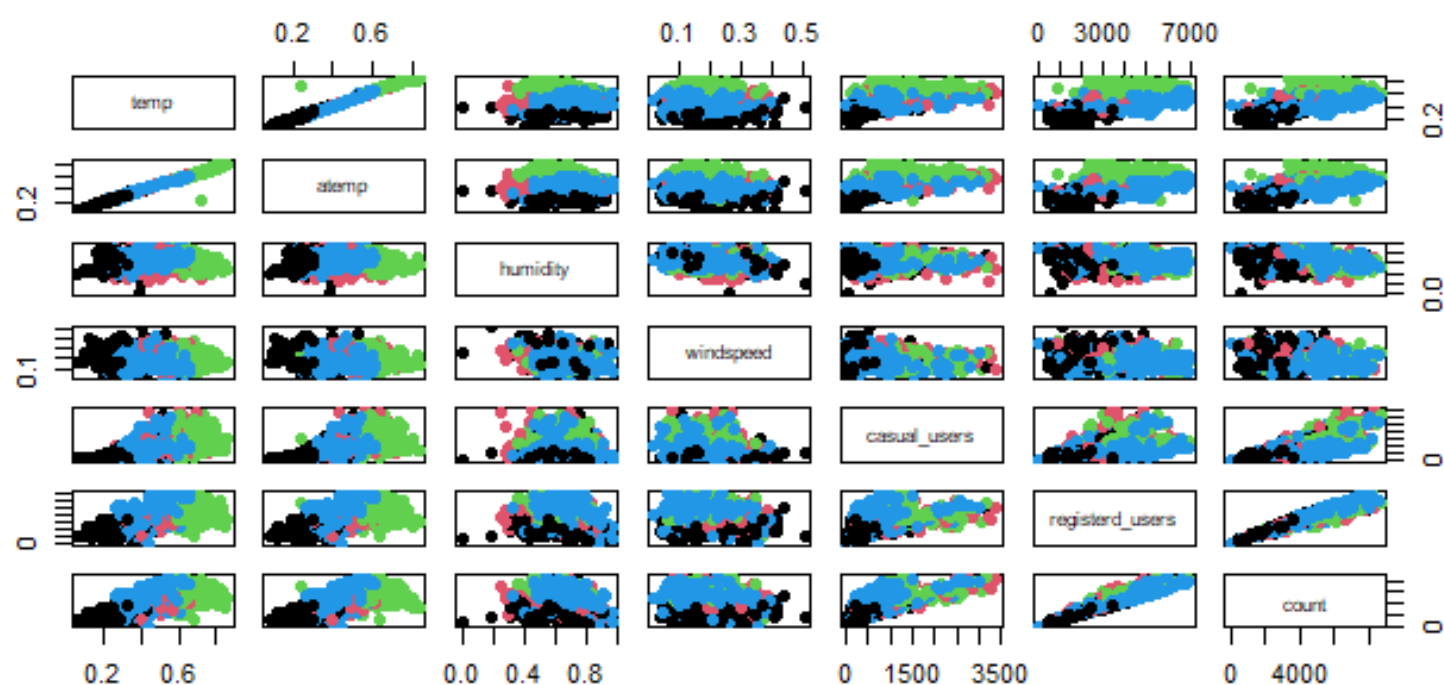 0.2 0.6 0.1 0.3 0.5 0 3000 7000
temp 0.2
0.2 atemp
humidity 0.0
0.1 windspeed
casual_users 0
0 registerd_users
count 0
0.2 0.6 0.0 0.4 0.8 0 1500 3500 0 4000